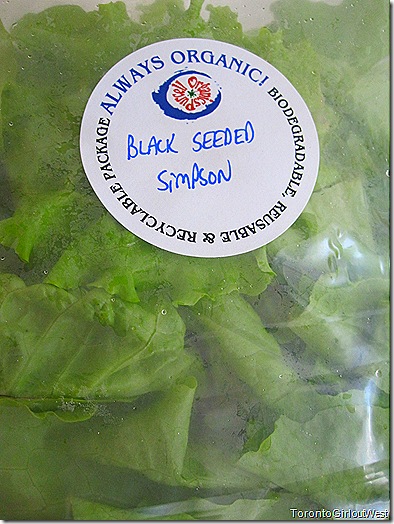 ALWAYS ORGANIC!
BIODEGRADABLE, REUSABLE & RECYCLABLE PACKAGE
BLACK SEEDED
SIMPSON
TorontoGirloutWest